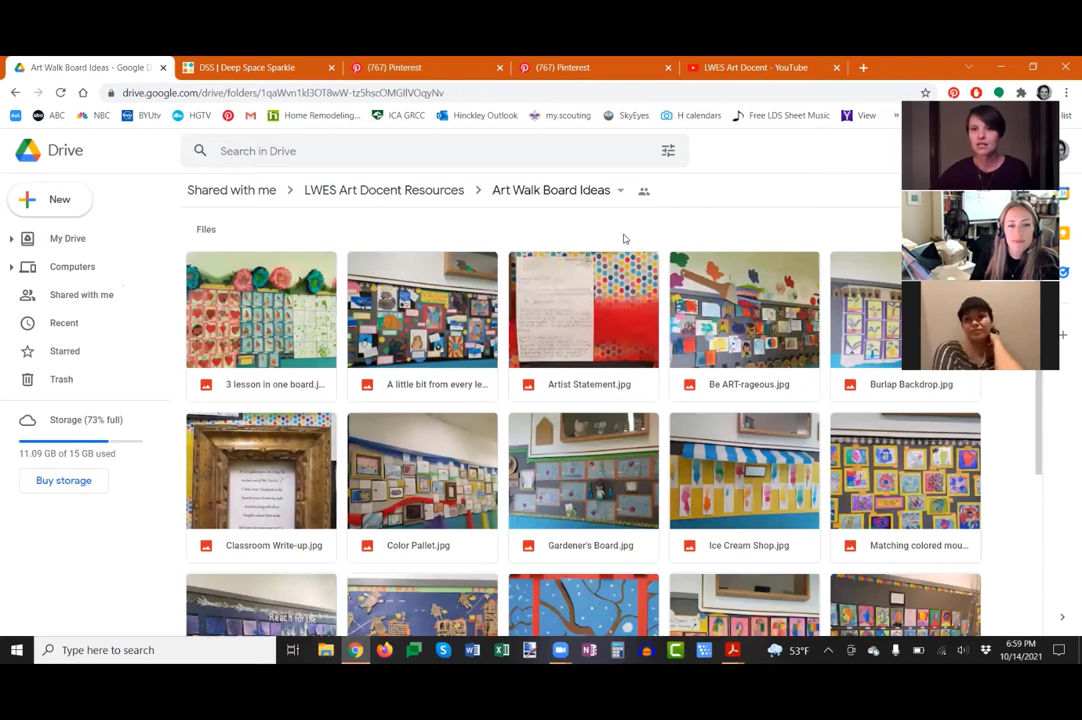 Art Walk Board Ideas - Google D
DSS | Deep Space Sparkle
(767) Pinterest
(767) Pinterest
LWES Art Docent - YouTube
drive.google.com/drive/folders/1qaWvn1kl3OT8wW-tz5hscOMGIlVOqyNv
Aol.
ABC
NBC
BYUtv
HGTV
Home Remodeling...
ICA GRCC
Hinckley Outlook
my.scouting
SkyEyes
H calendars
Free LDS Sheet Music
View
»
list
Drive
Search in Drive
New
Shared with me > LWES Art Docent Resources > Art Walk Board Ideas
My Drive
Computers
Shared with me
Recent
Starred
Trash
Storage (73% full)
11.09 GB of 15 GB used
Buy storage
Files
3 lesson in one board.j...
A little bit from every le...
Artist Statement.jpg
Be ART-rageous.jpg
Burlap Backdrop.jpg
Classroom Write-up.jpg
Color Pallet.jpg
Gardener's Board.jpg
Ice Cream Shop.jpg
Matching colored mou...
Reach for the
Type here to search
53°F
6:59 PM
10/14/2021